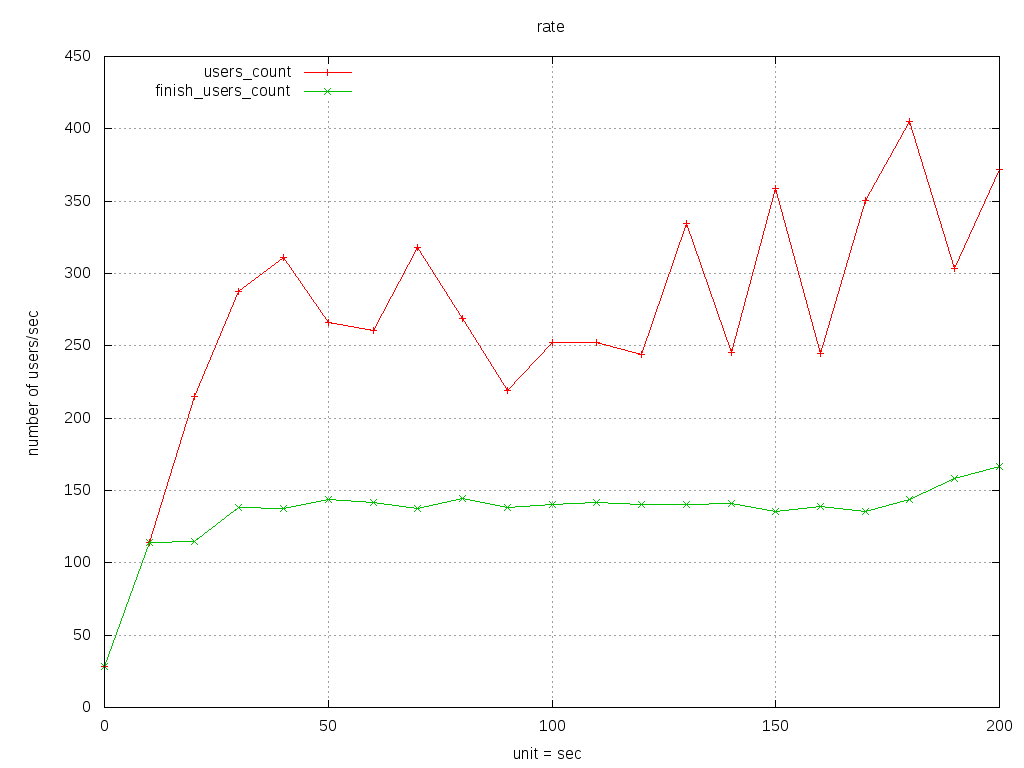 rate
users_count
finish_users_count
450
400
350
300
250
200
150
100
50
0
number of users/sec
0 50 100 150 200
unit = sec